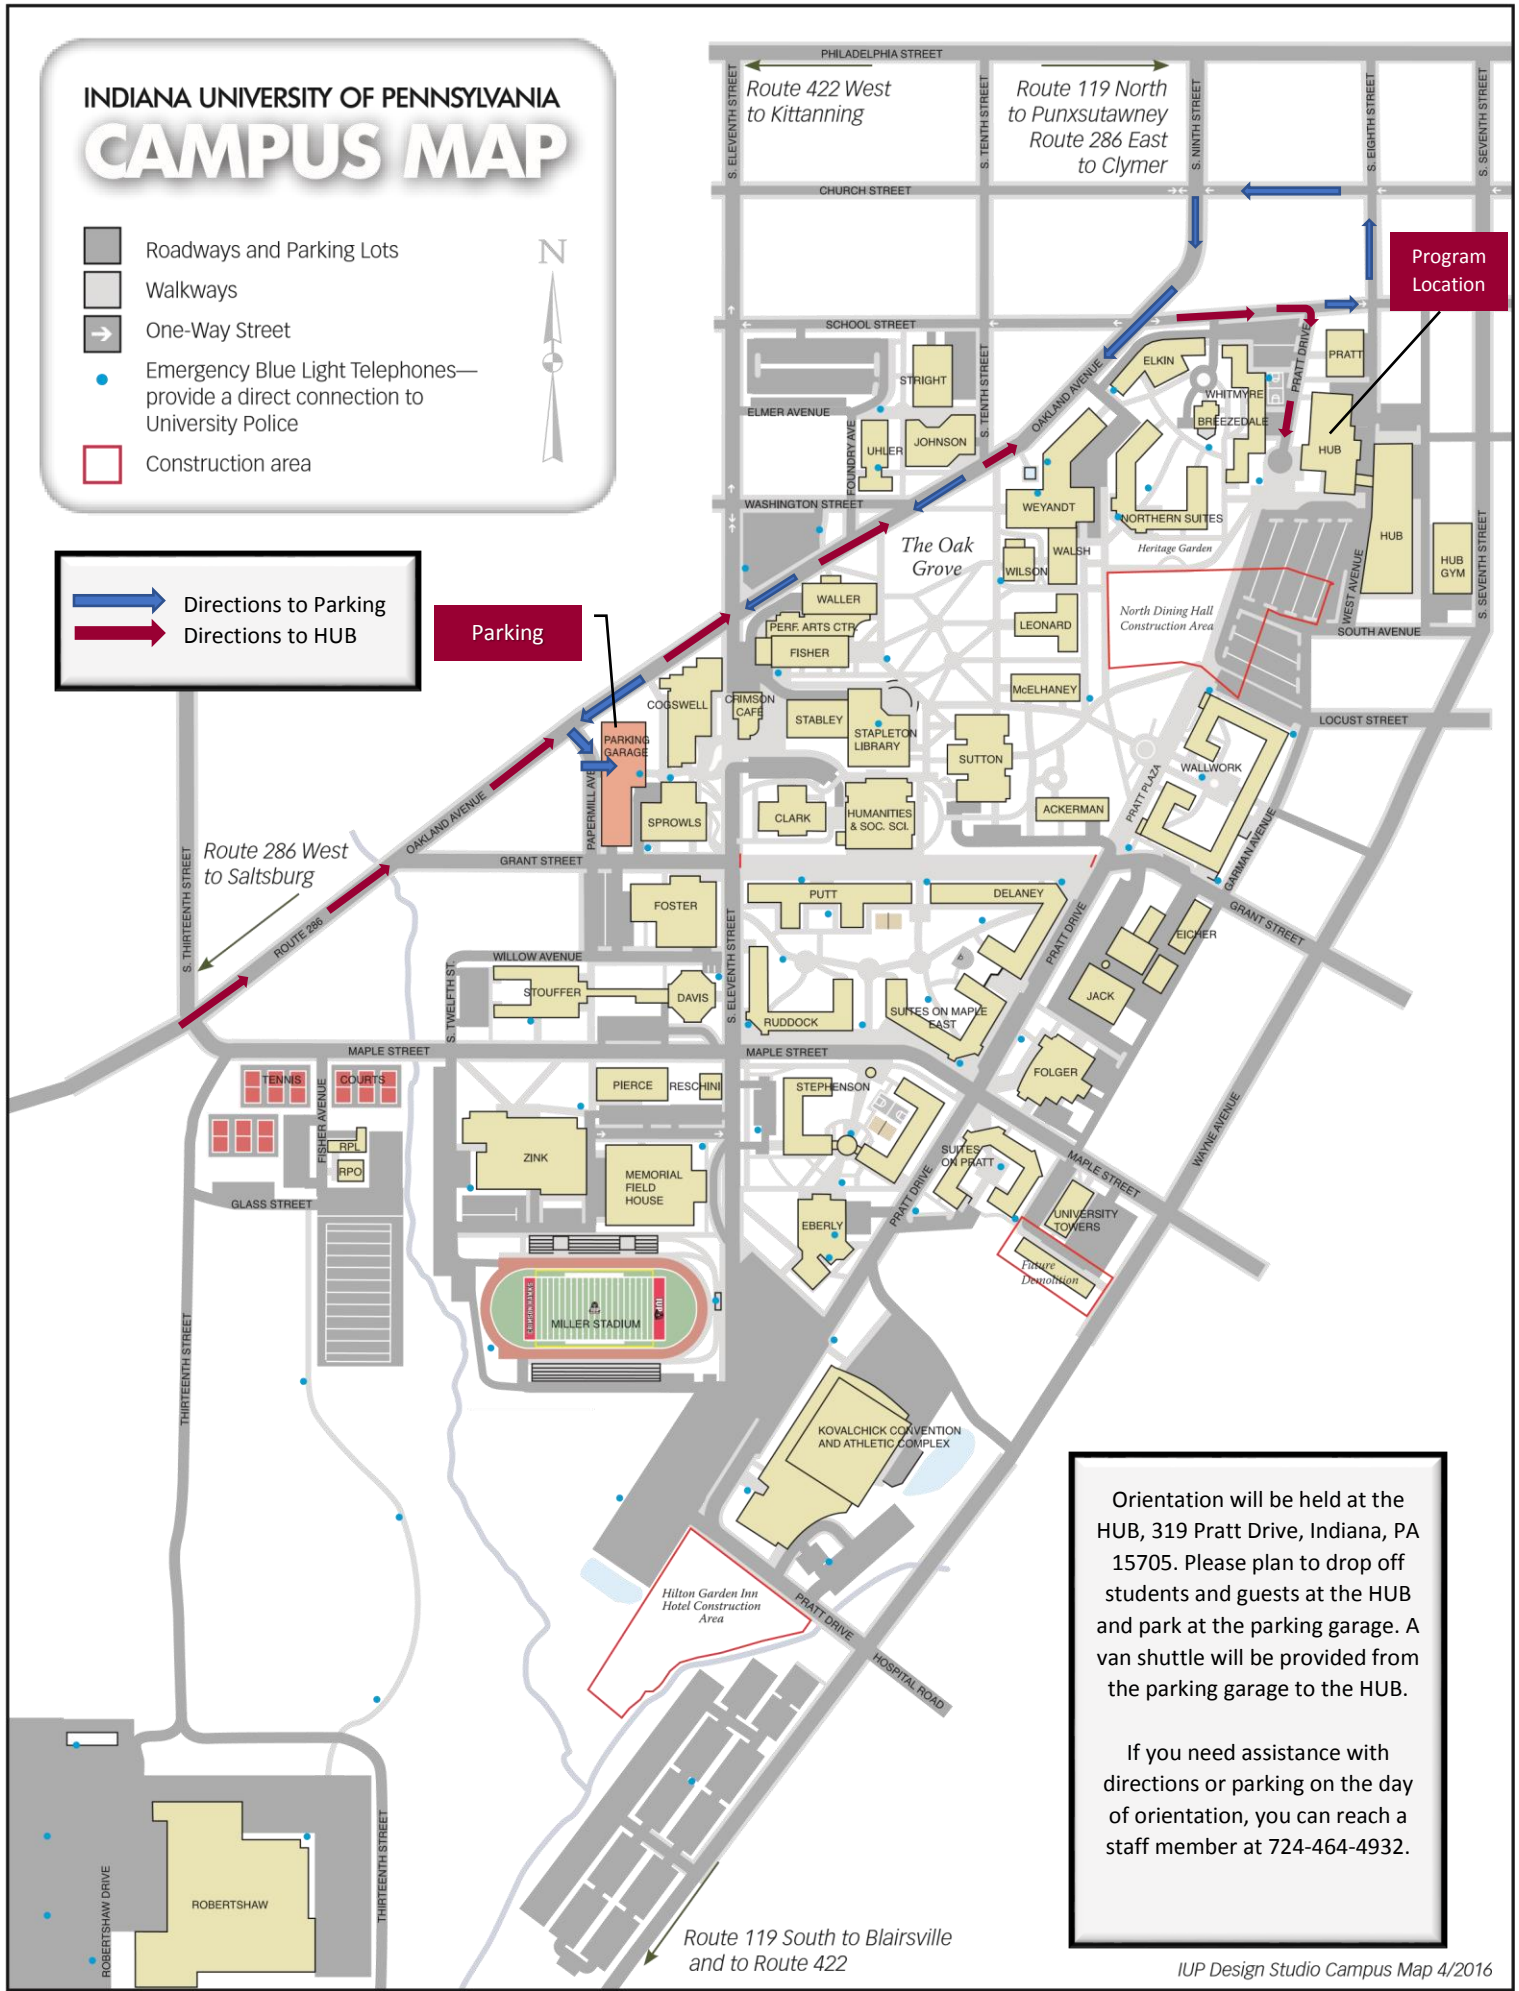 INDIANA UNIVERSITY OF PENNSYLVANIA
CAMPUS MAP
Roadways and Parking Lots
Walkways
One-Way Street
Emergency Blue Light Telephones—
provide a direct connection to
University Police
Construction area
N
Directions to Parking
Directions to HUB
Parking
Program
Location
PHILADELPHIA STREET
Route 422 West
to Kittanning
Route 119 North
to Punxsutawney
Route 286 East
to Clymer
S. ELEVENTH STREET
S. TENTH STREET
S. NINTH STREET
S. EIGHTH STREET
S. SEVENTH STREET
CHURCH STREET
SCHOOL STREET
PRATT DRIVE
PRATT
ELKIN
WHITMYRE
BREEZEDALE
HUB
STRIGHT
ELMER AVENUE
FOUNDRY AVE
UHLER
JOHNSON
S. TENTH STREET
OAKLAND AVENUE
WASHINGTON STREET
WEYANDT
NORTHERN SUITES
Heritage Garden
The Oak
Grove
WALSH
WILSON
HUB
HUB
GYM
WEST AVENUE
S. SEVENTH STREET
SOUTH AVENUE
WALLER
PERF. ARTS CTR.
FISHER
LEONARD
North Dining Hall
Construction Area
McELHANEY
COGSWELL
CRIMSON
CAFE
STABLEY
STAPLETON
LIBRARY
SUTTON
LOCUST STREET
WALLWORK
PRATT PLAZA
PARKING
GARAGE
PAPERMILL AVE
SPROWLS
CLARK
HUMANITIES
& SOC. SCI.
ACKERMAN
GARMAN AVENUE
OAKLAND AVENUE
GRANT STREET
Route 286 West
to Saltsburg
ROUTE 286
S. THIRTEENTH STREET
FOSTER
PUTT
DELANEY
PRATT DRIVE
GRANT STREET
EICHER
JACK
WILLOW AVENUE
STOUFFER
DAVIS
S. TWELFTH ST.
S. ELEVENTH STREET
RUDDOCK
SUITES ON MAPLE
EAST
MAPLE STREET
MAPLE STREET
FOLGER
TENNIS
COURTS
FISHER AVENUE
RPL
RPO
GLASS STREET
PIERCE
RESCHINI
STEPHENSON
ZINK
MEMORIAL
FIELD
HOUSE
SUITES
ON PRATT
MAPLE STREET
WAYNE AVENUE
PRATT DRIVE
EBERLY
UNIVERSITY
TOWERS
Future
Demolition
IUP
MILLER STADIUM
THIRTEENTH STREET
KOVALCHICK CONVENTION
AND ATHLETIC COMPLEX
Hilton Garden Inn
Hotel Construction
Area
PRATT DRIVE
HOSPITAL ROAD
ROBERTSHAW
ROBERTSHAW DRIVE
THIRTEENTH STREET
Route 119 South to Blairsville
and to Route 422
Orientation will be held at the
HUB, 319 Pratt Drive, Indiana, PA
15705. Please plan to drop off
students and guests at the HUB
and park at the parking garage. A
van shuttle will be provided from
the parking garage to the HUB.
If you need assistance with
directions or parking on the day
of orientation, you can reach a
staff member at 724-464-4932.
IUP Design Studio Campus Map 4/2016